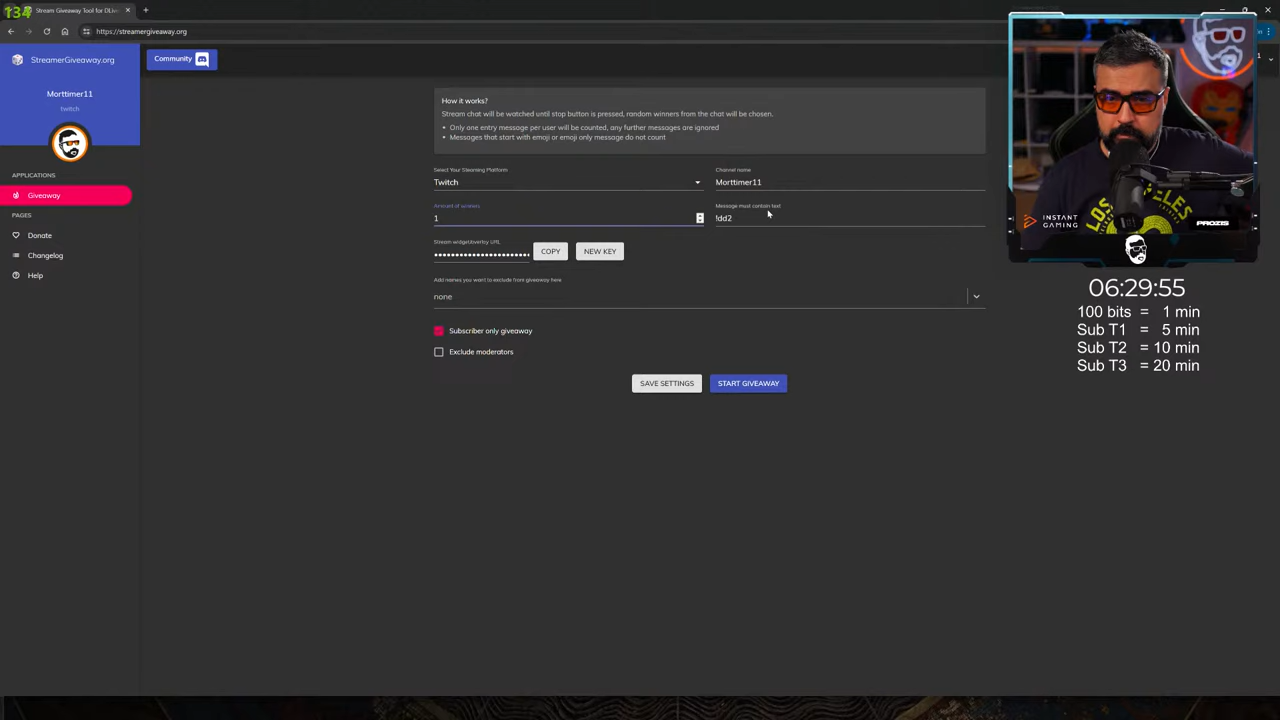 134
Stream Giveaway Tool for DLive
https://streamergiveaway.org
StreamerGiveaway.org
Community
Morttimer11
twitch
APPLICATIONS
Giveaway
PAGES
Donate
Changelog
Help
How it works?
Stream chat will be watched until stop button is pressed, random winners from the chat will be chosen.
• Only one entry message per user will be counted, any further messages are ignored
• Messages that start with emoji or emoji only message do not count
Select Your Steaming Platform
Channel name
Twitch
Morttimer11
Amount of winners
Message must contain text
1
!dd2
Stream widget/overlay URL
COPY
NEW KEY
Add names you want to exclude from giveaway here
none
Subscriber only giveaway
Exclude moderators
SAVE SETTINGS
START GIVEAWAY
LOS ANGELES
INSTANT GAMING
PROZIS
06:29:55
100 bits = 1 min
Sub T1 = 5 min
Sub T2 = 10 min
Sub T3 = 20 min